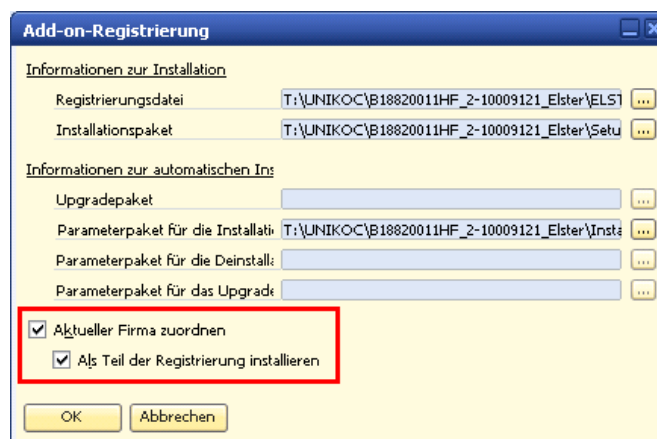 Add-on-Registrierung
Informationen zur Installation
Registrierungsdatei T:\UNIKOC\B18820011HF_2-10009121_Elster\ELST ...
Installationspaket T:\UNIKOC\B18820011HF_2-10009121_Elster\Setu ...
Informationen zur automatischen Ins
Upgradepaket ...
Parameterpaket für die Installati T:\UNIKOC\B18820011HF_2-10009121_Elster\Insta ...
Parameterpaket für die Deinstalla ...
Parameterpaket für das Upgrade ...
Aktueller Firma zuordnen
Als Teil der Registrierung installieren
OK Abbrechen